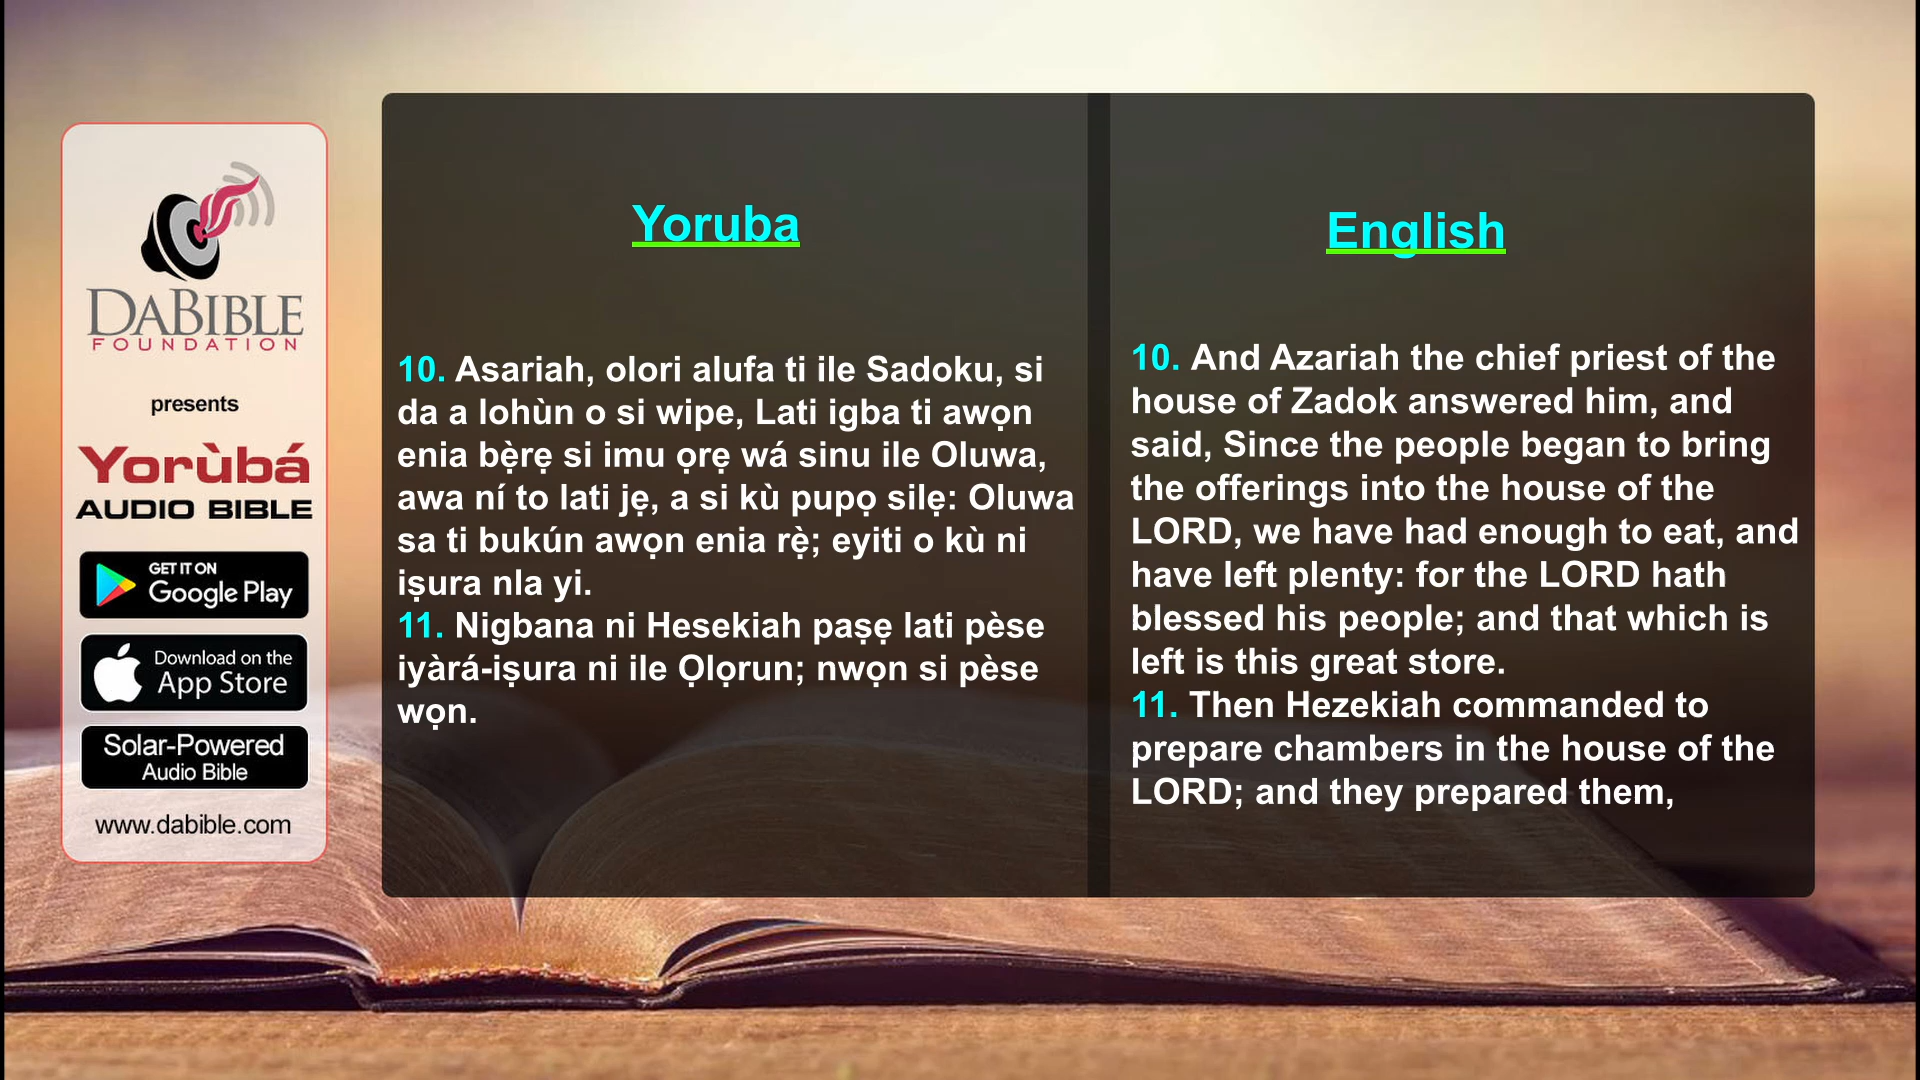 DABIBLE
FOUNDATION
presents
Yorùbá
AUDIO BIBLE
GET IT ON
Google Play
Download on the
App Store
Solar-Powered
Audio Bible
www.dabible.com
Yoruba
10. Asariah, olori alufa ti ile Sadoku, si
da a lohùn o si wipe, Lati igba ti awọn
enia bẹ̀rẹ si imu ọrẹ wá sinu ile Oluwa,
awa ní to lati jẹ, a si kù pupọ silẹ: Oluwa
sa ti bukún awọn enia rẹ̀; eyiti o kù ni
iṣura nla yi.
11. Nigbana ni Hesekiah paṣẹ lati pèse
iyàrá-iṣura ni ile Ọlọrun; nwọn si pèse
wọn.
English
10. And Azariah the chief priest of the
house of Zadok answered him, and
said, Since the people began to bring
the offerings into the house of the
LORD, we have had enough to eat, and
have left plenty: for the LORD hath
blessed his people; and that which is
left is this great store.
11. Then Hezekiah commanded to
prepare chambers in the house of the
LORD; and they prepared them,